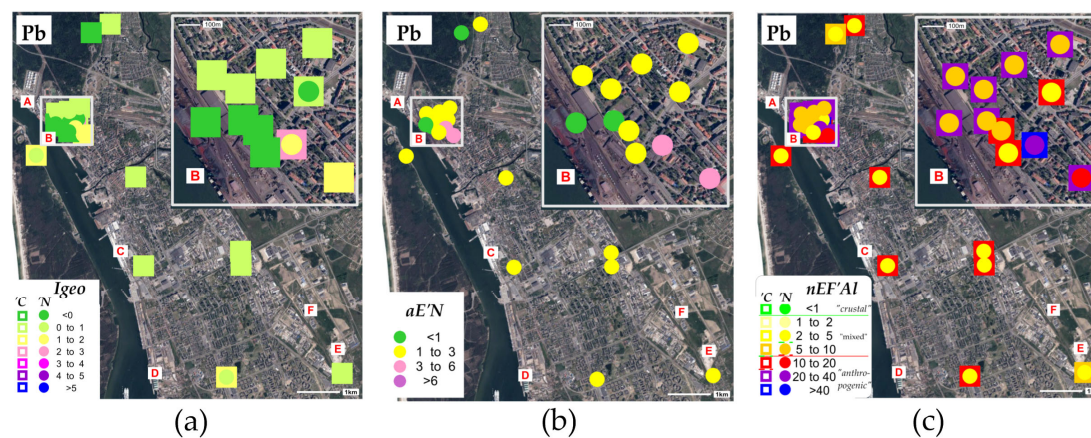 Pb
100m
A
B
B
C
Igeo
'C 'N
<0
0 to 1
1 to 2
2 to 3
3 to 4
4 to 5
>5
F
E
D
1km
(a)
Pb
100m
A
B
B
C
aE'N
<1
1 to 3
3 to 6
>6
F
E
D
1km
(b)
Pb
100m
A
B
B
C
nEF'Al
'C 'N
<1 "crustal"
1 to 2
2 to 5 "mixed"
5 to 10
10 to 20
20 to 40 "anthro-
>40 pogenic"
F
E
D
1km
(c)